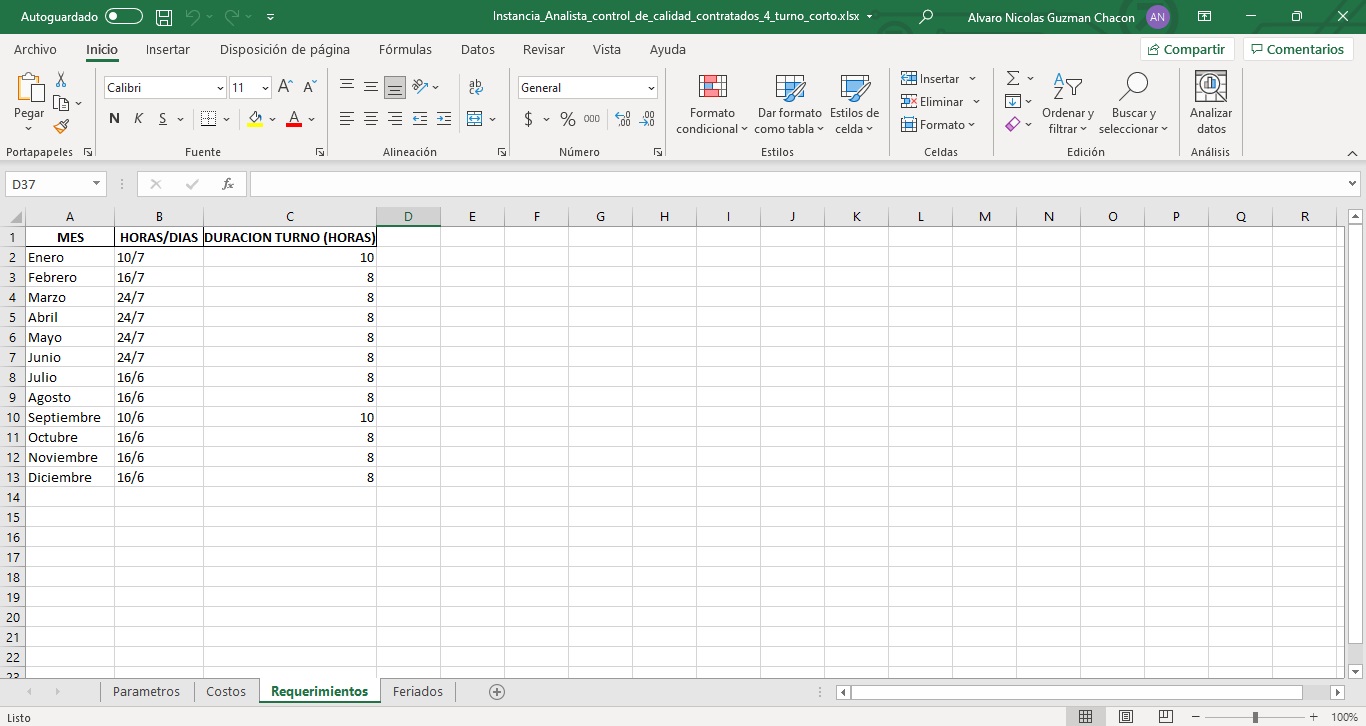 Autoguardado Instancia_Analista_control_de_calidad_contratados_4_turno_corto.xlsx Alvaro Nicolas Guzman Chacon AN
Archivo Inicio Insertar Disposición de página Fórmulas Datos Revisar Vista Ayuda Compartir Comentarios
Pegar
Calibri 11
N K S A A A
ab
General
$ % 000
Formato condicional
Dar formato como tabla
Estilos de celda
Insertar
Eliminar
Formato
Ordenar y filtrar
Buscar y seleccionar
Analizar datos
Portapapeles Fuente Alineación Número Estilos Celdas Edición Análisis
D37 fx
A B C D E F G H I J K L M N O P Q R
1 MES HORAS/DIAS DURACION TURNO (HORAS)
2 Enero 10/7 10
3 Febrero 16/7 8
4 Marzo 24/7 8
5 Abril 24/7 8
6 Mayo 24/7 8
7 Junio 24/7 8
8 Julio 16/6 8
9 Agosto 16/6 8
10 Septiembre 10/6 10
11 Octubre 16/6 8
12 Noviembre 16/6 8
13 Diciembre 16/6 8
14
15
16
17
18
19
20
21
22
23
Parametros Costos Requerimientos Feriados
Listo 100%